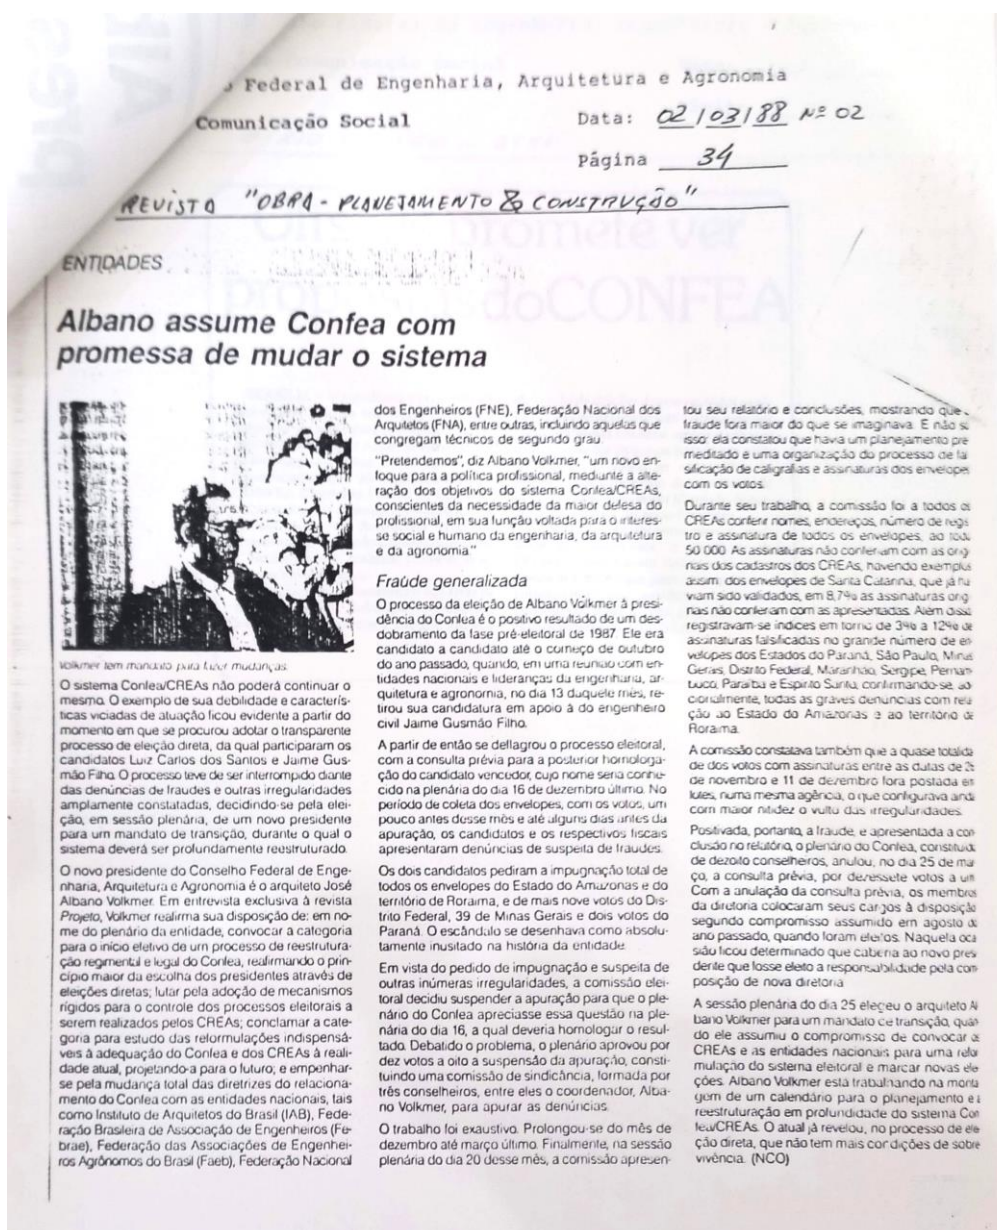 Federal de Engenharia, Arquitetura e Agronomia
Comunicação Social
Data: 02/03/88 Nº 02
Página 34
REVISTA "OBRA - PLANEJAMENTO & CONSTRUÇÃO"
ENTIDADES
Albano assume Confea com
promessa de mudar o sistema
Volkmer tem mandato para fazer mudanças.
O sistema Confea/CREAs não poderá continuar o
mesmo. O exemplo de sua debilidade e caracterís-
ticas viciadas de atuação ficou evidente a partir do
momento em que se procurou adotar o transparente
processo de eleição direta, da qual participaram os
candidatos Luiz Carlos dos Santos e Jaime Gus-
mão Filho. O processo teve de ser interrompido diante
das denúncias de fraudes e outras irregularidades
amplamente constatadas, decidindo-se pela elei-
ção, em sessão plenária, de um novo presidente
para um mandato de transição, durante o qual o
sistema deverá ser profundamente reestruturado.
O novo presidente do Conselho Federal de Enge-
nharia, Arquitetura e Agronomia é o arquiteto José
Albano Volkmer. Em entrevista exclusiva à revista
Projeto, Volkmer reafirma sua disposição de: em no-
me do plenário da entidade, convocar a categoria
para o início efetivo de um processo de reestrutura-
ção regimental e legal do Confea, reafirmando o prin-
cípio maior da escolha dos presidentes através de
eleições diretas; lutar pela adoção de mecanismos
rígidos para o controle dos processos eleitorais a
serem realizados pelos CREAs; conclamar a cate-
goria para estudo das reformulações indispensá-
veis à adequação do Confea e dos CREAs à reali-
dade atual, projetando-a para o futuro; e empenhar-
se pela mudança total das diretrizes do relaciona-
mento do Confea com as entidades nacionais, tais
como Instituto de Arquitetos do Brasil (IAB), Fede-
ração Brasileira de Associação de Engenheiros (Fe-
brae), Federação das Associações de Engenhei-
ros Agrônomos do Brasil (Faeb), Federação Nacional
dos Engenheiros (FNE), Federação Nacional dos
Arquitetos (FNA), entre outras, incluindo aquelas que
congregam técnicos de segundo grau.
"Pretendemos", diz Albano Volkmer, "um novo en-
foque para a política profissional, mediante a alte-
ração dos objetivos do sistema Confea/CREAs,
conscientes da necessidade da maior defesa do
profissional, em sua função voltada para o interes-
se social e humano da engenharia, da arquitetura
e da agronomia."
Fraúde generalizada
O processo da eleição de Albano Volkmer à presi-
dência do Confea é o positivo resultado de um des-
dobramento da fase pré-eleitoral de 1987. Ele era
candidato a candidato até o começo de outubro
do ano passado, quando, em uma reunião com en-
tidades nacionais e lideranças da engenharia, ar-
quitetura e agronomia, no dia 13 daquele mês, re-
tirou sua candidatura em apoio à do engenheiro
civil Jaime Gusmão Filho.
A partir de então se deflagrou o processo eleitoral,
com a consulta prévia para a posterior homologa-
ção do candidato vencedor, cujo nome seria conhe-
cido na plenária do dia 16 de dezembro último. No
período de coleta dos envelopes, com os votos, um
pouco antes desse mês e até alguns dias antes da
apuração, os candidatos e os respectivos fiscais
apresentaram denúncias de suspeita de fraudes.
Os dois candidatos pediram a impugnação total de
todos os envelopes do Estado do Amazonas e do
território de Roraima, e de mais nove votos do Dis-
trito Federal, 39 de Minas Gerais e dois votos do
Paraná. O escândalo se desenhava como absolu-
tamente inusitado na história da entidade.
Em vista do pedido de impugnação e suspeita de
outras inúmeras irregularidades, a comissão elei-
toral decidiu suspender a apuração para que o ple-
nário do Confea apreciasse essa questão na ple-
nária do dia 16, a qual deveria homologar o resul-
tado. Debatido o problema, o plenário aprovou por
dez votos a oito a suspensão da apuração, consti-
tuindo uma comissão de sindicância, formada por
três conselheiros, entre eles o coordenador, Alba-
no Volkmer, para apurar as denúncias.
O trabalho foi exaustivo. Prolongou-se do mês de
dezembro até março último. Finalmente, na sessão
plenária do dia 20 desse mês, a comissão apresen-
tou seu relatório e conclusões, mostrando que
fraude fora maior do que se imaginava. E não s
isso: ela constatou que havia um planejamento pre
meditado e uma organização do processo de fa
sificação de caligrafias e assinaturas dos envelope
com os votos.
Durante seu trabalho, a comissão foi a todos os
CREAs conferir nomes, endereços, número de regis
tro e assinatura de todos os envelopes, ao todo
50 000. As assinaturas não conferiam com as orig
nais dos cadastros dos CREAs, havendo exemplos
assim: dos envelopes de Santa Catarina, que já ha
viam sido validados, em 8,7% as assinaturas orig
nais não conferiam com as apresentadas. Além disso
registravam-se índices em torno de 3% a 12% de
assinaturas falsificadas no grande número de en
velopes dos Estados do Paraná, São Paulo, Minas
Gerais, Distrito Federal, Maranhão, Sergipe, Pernam
buco, Paraíba e Espírito Santo, confirmando-se, ad
cionalmente, todas as graves denúncias com rela
ção ao Estado do Amazonas e ao território de
Roraima.
A comissão constatava também que a quase totalida
de dos votos com assinaturas entre as datas de 2
de novembro e 11 de dezembro fora postada em
lotes, numa mesma agência, o que configurava aind
com maior nitidez o vulto das irregularidades.
Positivada, portanto, a fraude, e apresentada a con
clusão no relatório, o plenário do Confea, constituíd
de dezoito conselheiros, anulou, no dia 25 de mar
ço, a consulta prévia, por dezessete votos a um
Com a anulação da consulta prévia, os membros
da diretoria colocaram seus cargos à disposição
segundo compromisso assumido em agosto d
ano passado, quando foram eleitos. Naquela oca
sião ficou determinado que caberia ao novo pres
dente que fosse eleito a responsabilidade pela com
posição de nova diretoria.
A sessão plenária do dia 25 elegeu o arquiteto Al
bano Volkmer para um mandato de transição, quan
do ele assumiu o compromisso de convocar os
CREAs e as entidades nacionais para uma refor
mulação do sistema eleitoral e marcar novas elei
ções. Albano Volkmer está trabalhando na monta
gem de um calendário para o planejamento e a
reestruturação em profundidade do sistema Con
fea/CREAs. O atual já revelou, no processo de elei
ção direta, que não tem mais condições de sobre
vivência. (NCO)